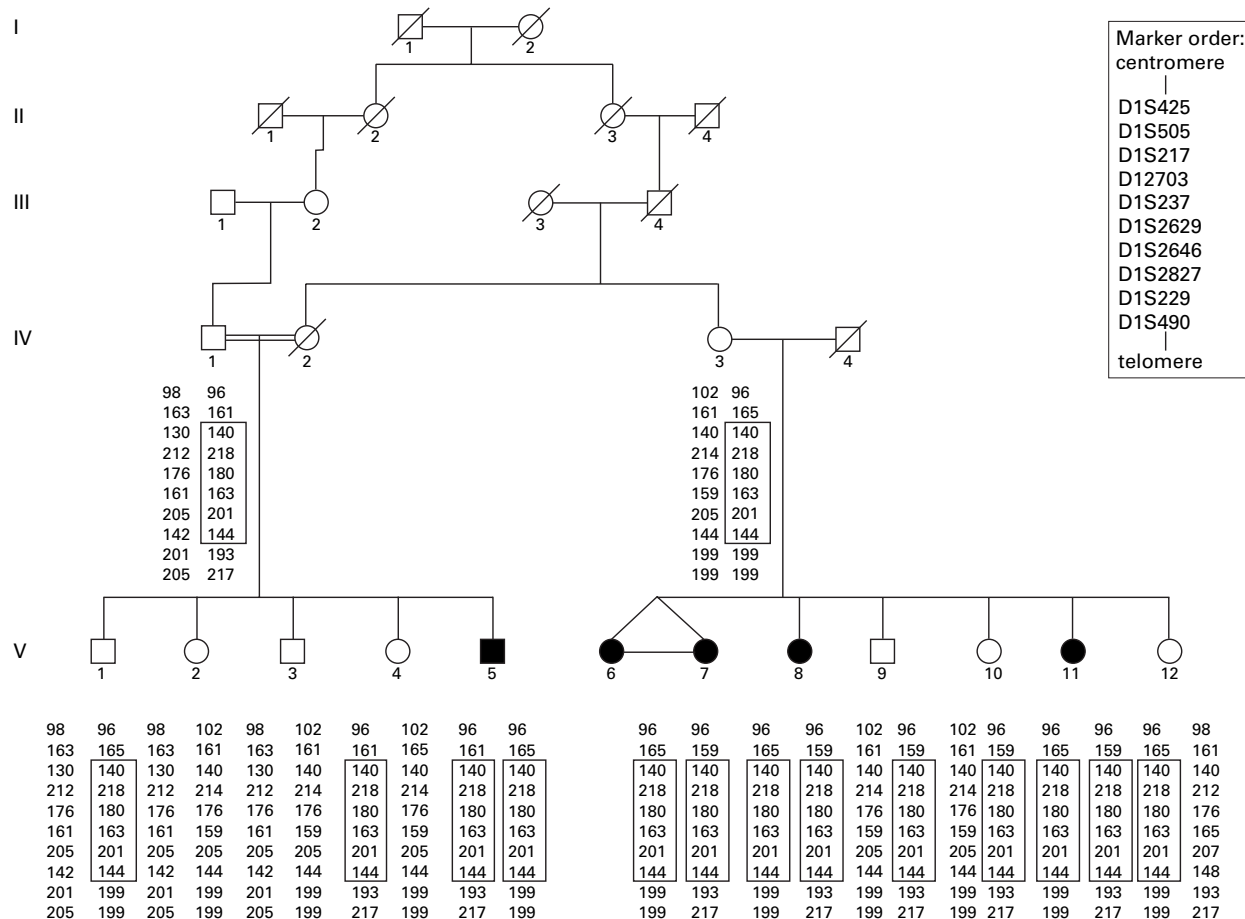 I
1 2
Marker order:
centromere
D1S425
D1S505
D1S217
D12703
D1S237
D1S2629
D1S2646
D1S2827
D1S229
D1S490
telomere
II
1 2 3 4
III
1 2 3 4
IV
1 2 3 4
98 96 102 96
163 161 161 165
130 140 140 140
212 218 214 218
176 180 176 180
161 163 159 163
205 201 205 201
142 144 144 144
201 193 199 199
205 217 199 199
V
1 2 3 4 5 6 7 8 9 10 11 12
98 96 98 102 98 102 96 102 96 96 96 96 96 96 102 96 102 96 96 96 96 98
163 165 163 161 163 161 161 165 161 165 165 159 165 159 161 159 161 159 165 159 165 161
130 140 130 140 130 140 140 140 140 140 140 140 140 140 140 140 140 140 140 140 140 140
212 218 212 214 212 214 218 214 218 218 218 218 218 218 214 218 214 218 218 218 218 212
176 180 176 176 176 176 180 176 180 180 180 180 180 180 176 180 176 180 180 180 180 176
161 163 161 159 161 159 163 159 163 163 163 163 163 163 159 163 159 163 163 163 163 165
205 201 205 205 205 205 201 205 201 201 201 201 201 201 205 201 205 201 201 201 201 207
142 144 142 144 142 144 144 144 144 144 144 144 144 144 144 144 144 144 144 144 144 148
201 199 201 199 201 199 193 199 193 199 199 193 199 193 199 193 199 193 199 193 199 193
205 199 205 199 205 199 217 199 217 199 199 217 199 217 199 217 199 217 199 217 199 217